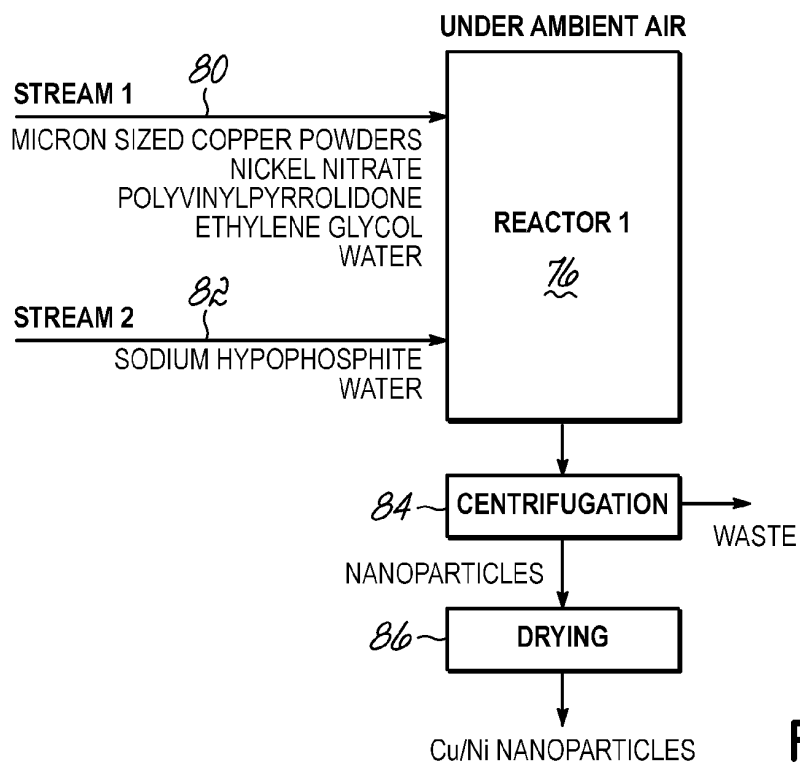 UNDER AMBIENT AIR
80
STREAM 1
MICRON SIZED COPPER POWDERS
NICKEL NITRATE
POLYVINYLPYRROLIDONE
ETHYLENE GLYCOL
WATER
REACTOR 1
76
82
STREAM 2
SODIUM HYPOPHOSPHITE
WATER
84
CENTRIFUGATION
WASTE
NANOPARTICLES
86
DRYING
Cu/Ni NANOPARTICLES